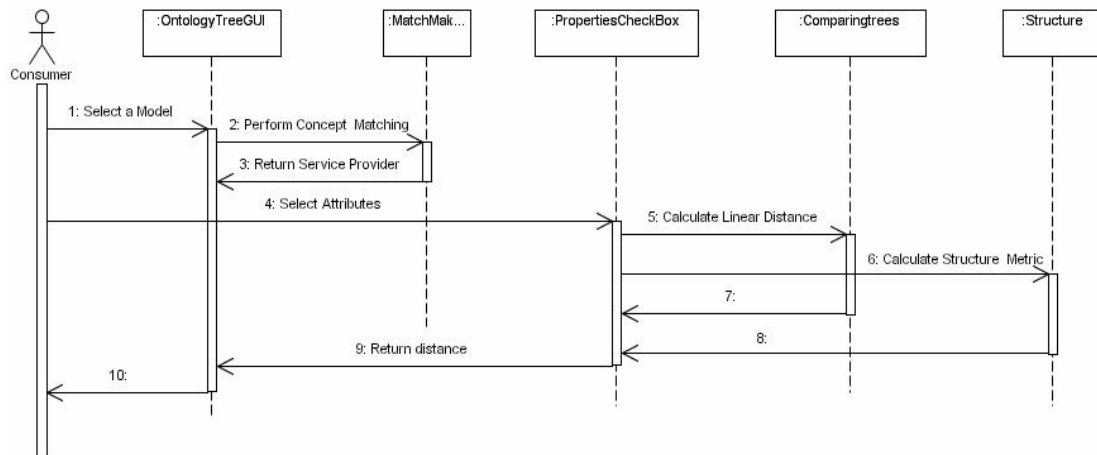 :OntologyTreeGUI
:MatchMak...
:PropertiesCheckBox
:Comparingtrees
:Structure
Consumer
1: Select a Model
2: Perform Concept Matching
3: Return Service Provider
4: Select Attributes
5: Calculate Linear Distance
6: Calculate Structure Metric
7:
8:
9: Return distance
10: